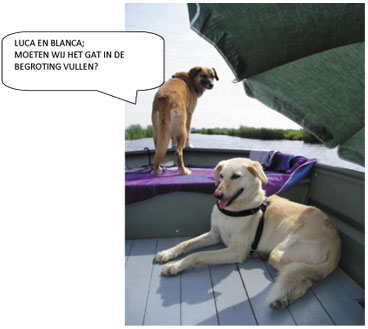 LUCA EN BLANCA;
MOETEN WIJ HET GAT IN DE
BEGROTING VULLEN?